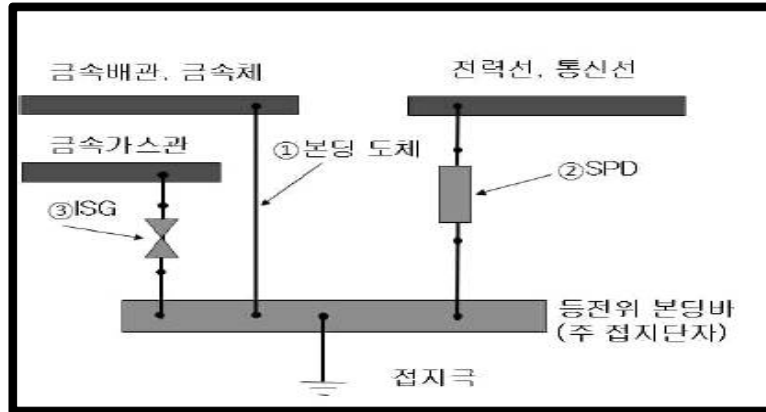 금속배관, 금속체
전력선, 통신선
금속가스관
①본딩 도체
②SPD
③ISG
등전위 본딩바
(주 접지단자)
접지극